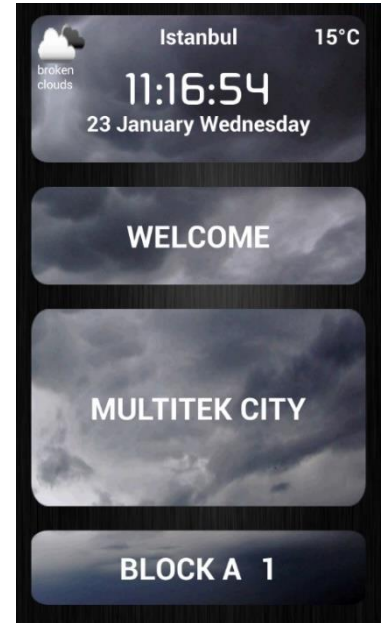 Istanbul 15°C
broken
clouds
11:16:54
23 January Wednesday
WELCOME
MULTITEK CITY
BLOCK A 1